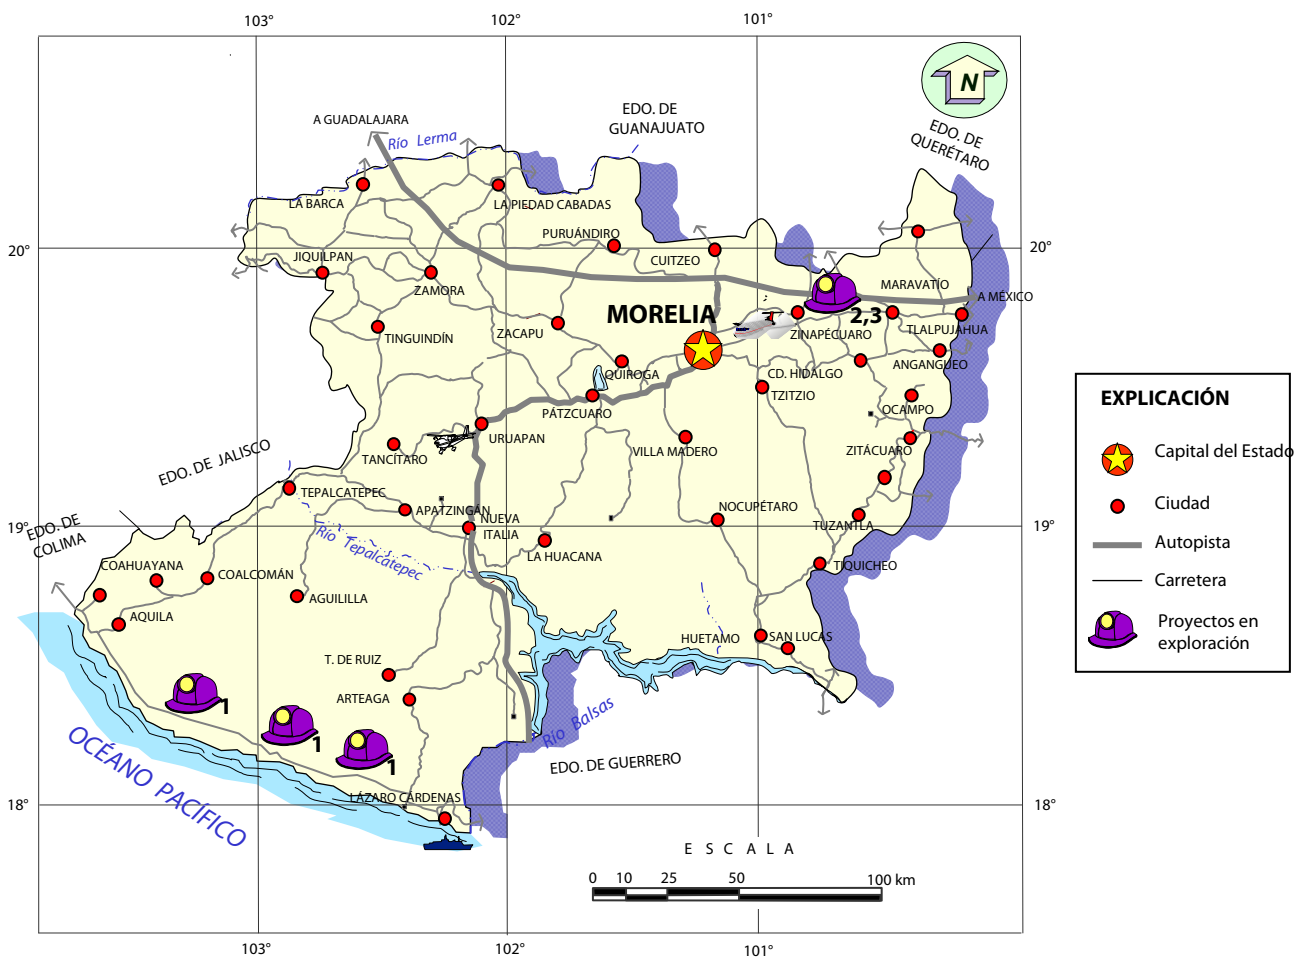 103°
102°
101°
N
EDO. DE
GUANAJUATO
A GUADALAJARA
EDO. DE
QUERÉTARO
Río Lerma
LA BARCA
LA PIEDAD CABADAS
PURUÁNDIRO
20°
20°
CUITZEO
JIQUILPAN
ZAMORA
MARAVATÍO
A MÉXICO
MORELIA
2,3
TINGUINDÍN
ZACAPU
ZINAPÉCUARO
TLALPUJAHUA
ANGANGUEO
QUIROGA
CD. HIDALGO
TZITZIO
PÁTZCUARO
OCAMPO
URUAPAN
VILLA MADERO
ZITÁCUARO
TANCÍTARO
EDO. DE JALISCO
TEPALCATEPEC
APATZINGÁN
NUEVA
ITALIA
NOCUPÉTARO
TUZANTLA
19°
19°
EDO. DE
COLIMA
Río Tepalcatepec
LA HUACANA
TIQUICHEO
COAHUAYANA
COALCOMÁN
AGUILILLA
AQUILA
HUETAMO
SAN LUCAS
T. DE RUIZ
ARTEAGA
1
1
1
Río Balsas
OCÉANO PACÍFICO
EDO. DE GUERRERO
LÁZARO CÁRDENAS
18°
18°
E S C A L A
0 10 25 50 100 km
103°
102°
101°
EXPLICACIÓN
Capital del Estado
Ciudad
Autopista
Carretera
Proyectos en
exploración